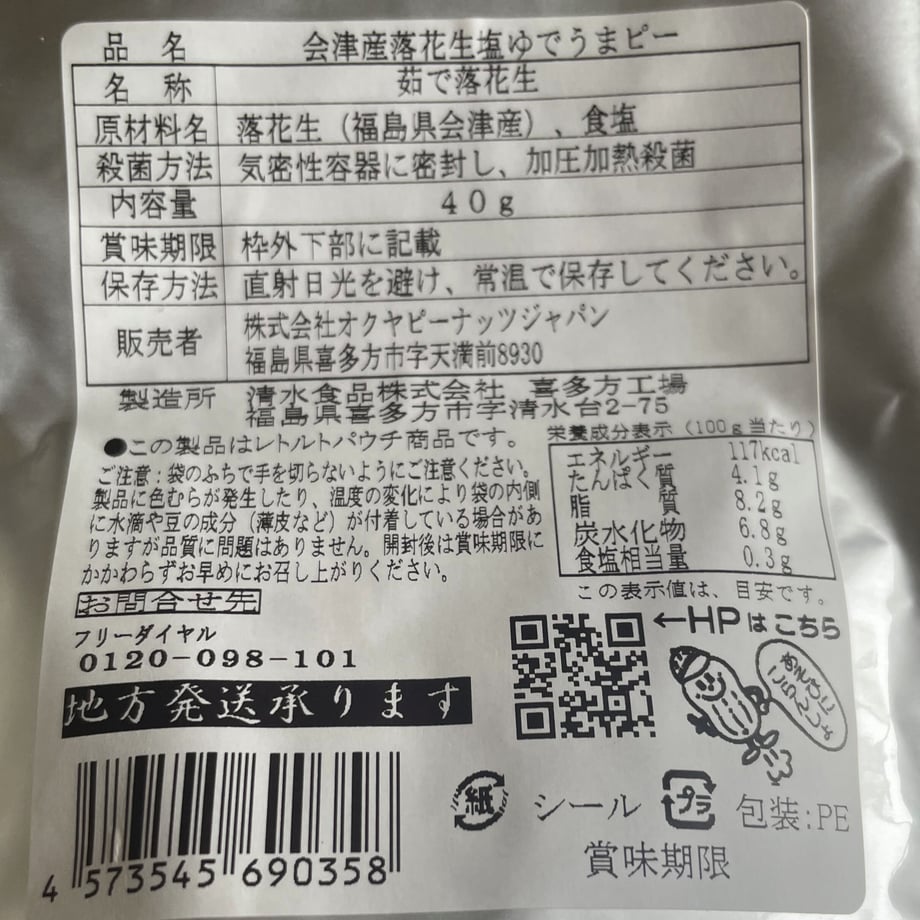 品名 会津産落花生塩ゆでうまピー
名称 茹で落花生
原材料名 落花生（福島県会津産）、食塩
殺菌方法 気密性容器に密封し、加圧加熱殺菌
内容量 40g
賞味期限 枠外下部に記載
保存方法 直射日光を避け、常温で保存してください。
販売者 株式会社オクヤピーナッツジャパン
福島県喜多方市字天満前8930
製造所 清水食品株式会社 喜多方工場
福島県喜多方市字清水台2-75
●この製品はレトルトパウチ商品です。
ご注意：袋のふちで手を切らないようにご注意ください。
製品に色むらが発生したり、温度の変化により袋の内側
に水滴や豆の成分（薄皮など）が付着している場合があ
りますが品質に問題はありません。開封後は賞味期限に
かかわらずお早めにお召し上がりください。
栄養成分表示（100g当たり）
エネルギー 117kcal
たんぱく質 4.1g
脂質 8.2g
炭水化物 6.8g
食塩相当量 0.3g
この表示値は、目安です。
お問合せ先
フリーダイヤル
0120-098-101
地方発送承ります
←HPはこちら
あそびに
こらんしょ
4 573545 690358
紙 シール プラ 包装:PE
賞味期限